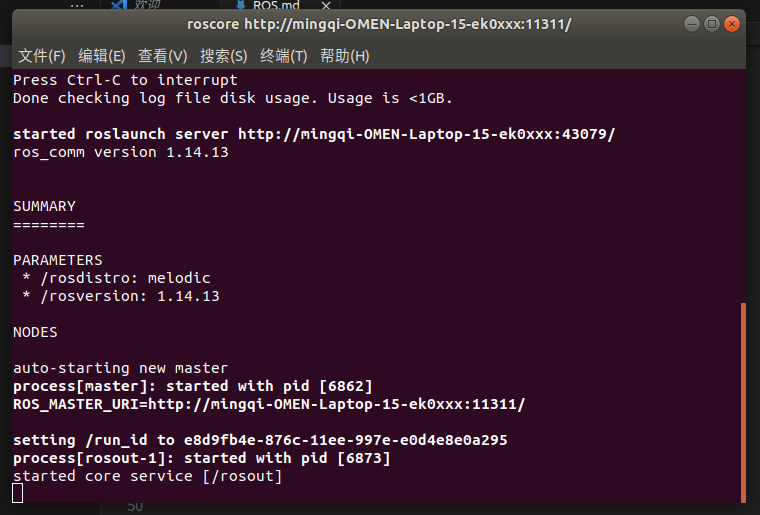 欢迎
ROS.md
roscore http://mingqi-OMEN-Laptop-15-ek0xxx:11311/
文件(F) 编辑(E) 查看(V) 搜索(S) 终端(T) 帮助(H)
Press Ctrl-C to interrupt
Done checking log file disk usage. Usage is <1GB.
started roslaunch server http://mingqi-OMEN-Laptop-15-ek0xxx:43079/
ros_comm version 1.14.13
SUMMARY
========
PARAMETERS
* /rosdistro: melodic
* /rosversion: 1.14.13
NODES
auto-starting new master
process[master]: started with pid [6862]
ROS_MASTER_URI=http://mingqi-OMEN-Laptop-15-ek0xxx:11311/
setting /run_id to e8d9fb4e-876c-11ee-997e-e0d4e8e0a295
process[rosout-1]: started with pid [6873]
started core service [/rosout]
50